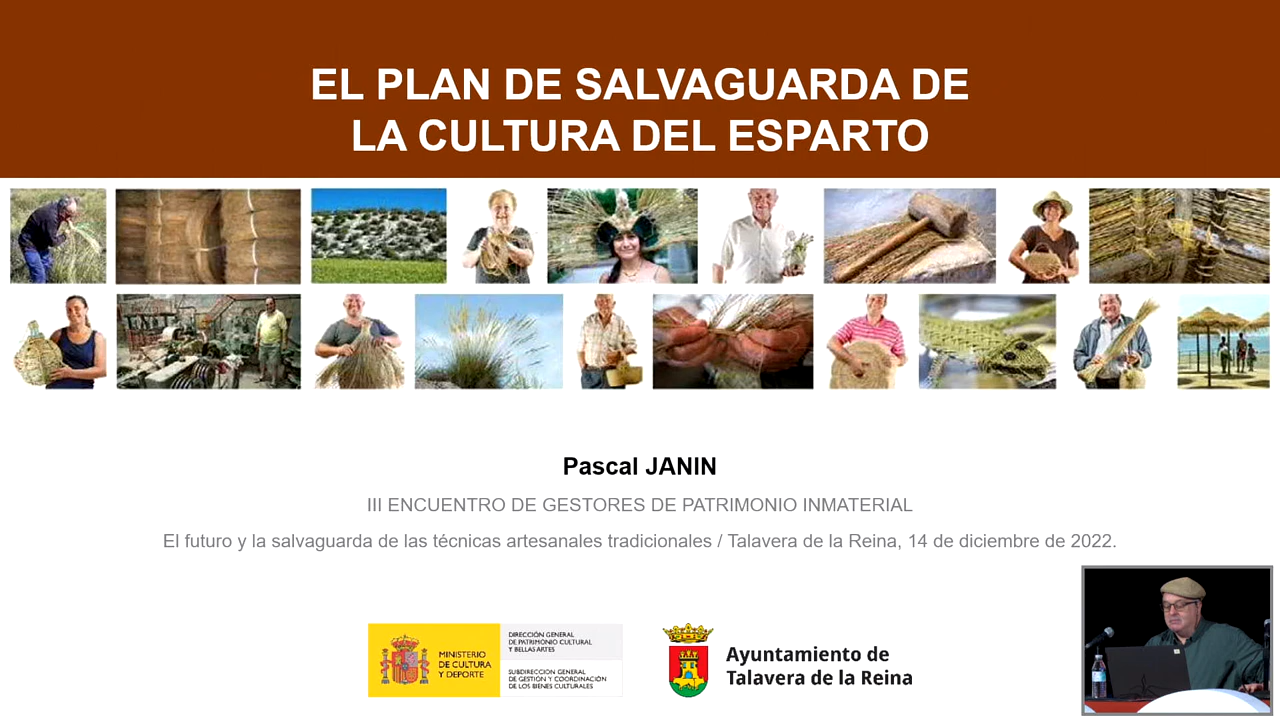 EL PLAN DE SALVAGUARDA DE
LA CULTURA DEL ESPARTO
Pascal JANIN
III ENCUENTRO DE GESTORES DE PATRIMONIO INMATERIAL
El futuro y la salvaguarda de las técnicas artesanales tradicionales / Talavera de la Reina, 14 de diciembre de 2022.
MINISTERIO
DE CULTURA
Y DEPORTE
DIRECCIÓN GENERAL
DE PATRIMONIO CULTURAL
Y BELLAS ARTES
SUBDIRECCIÓN GENERAL
DE GESTIÓN Y COORDINACIÓN
DE LOS BIENES CULTURALES
Ayuntamiento de
Talavera de la Reina